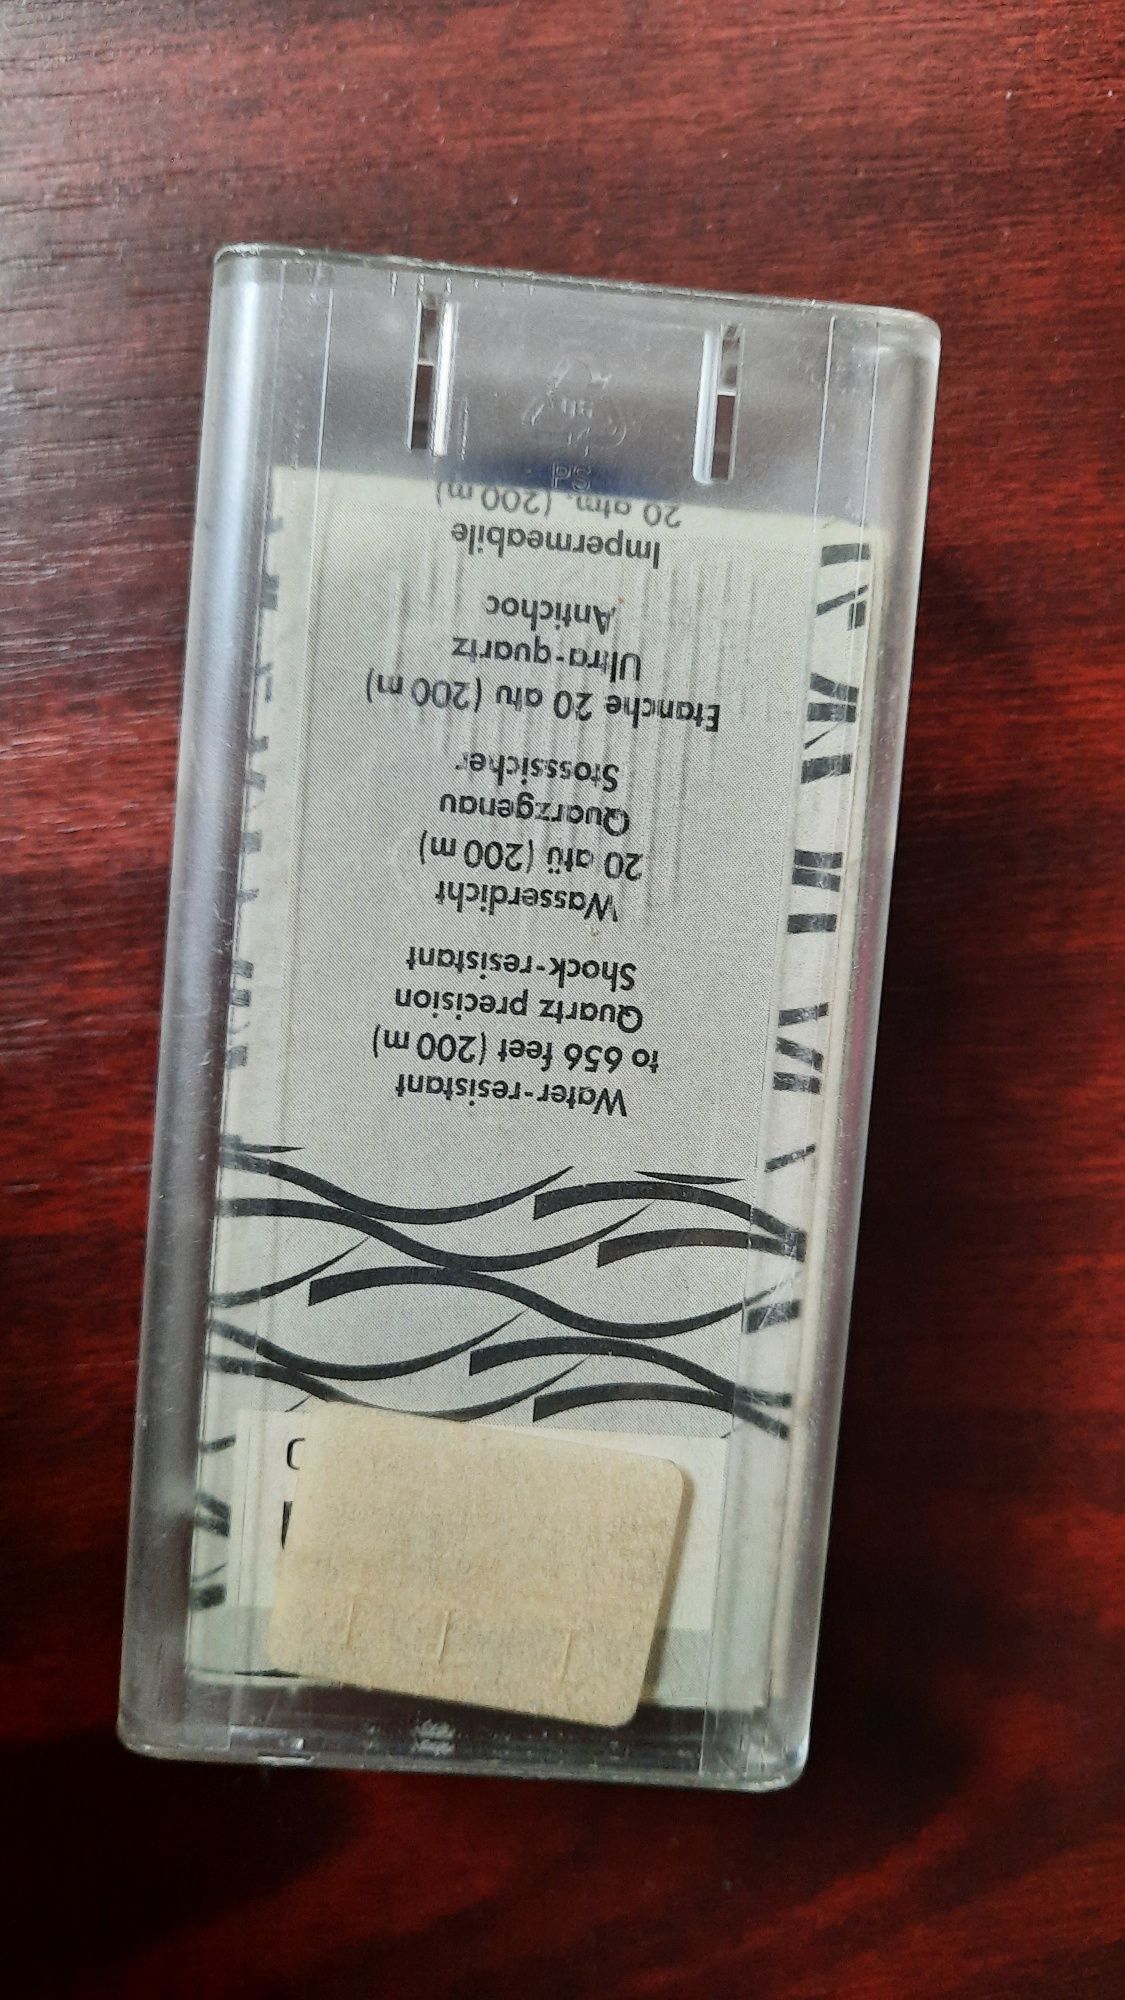 Water-resistant
to 656 feet (200 m)
Quartz precision
Shock-resistant
Wasserdicht
20 atü (200 m)
Quarzgenau
Stosssicher
Etanche 20 atu (200 m)
Ultra-quartz
Antichoc
Impermeabile
20 atm. (200 m)
PS